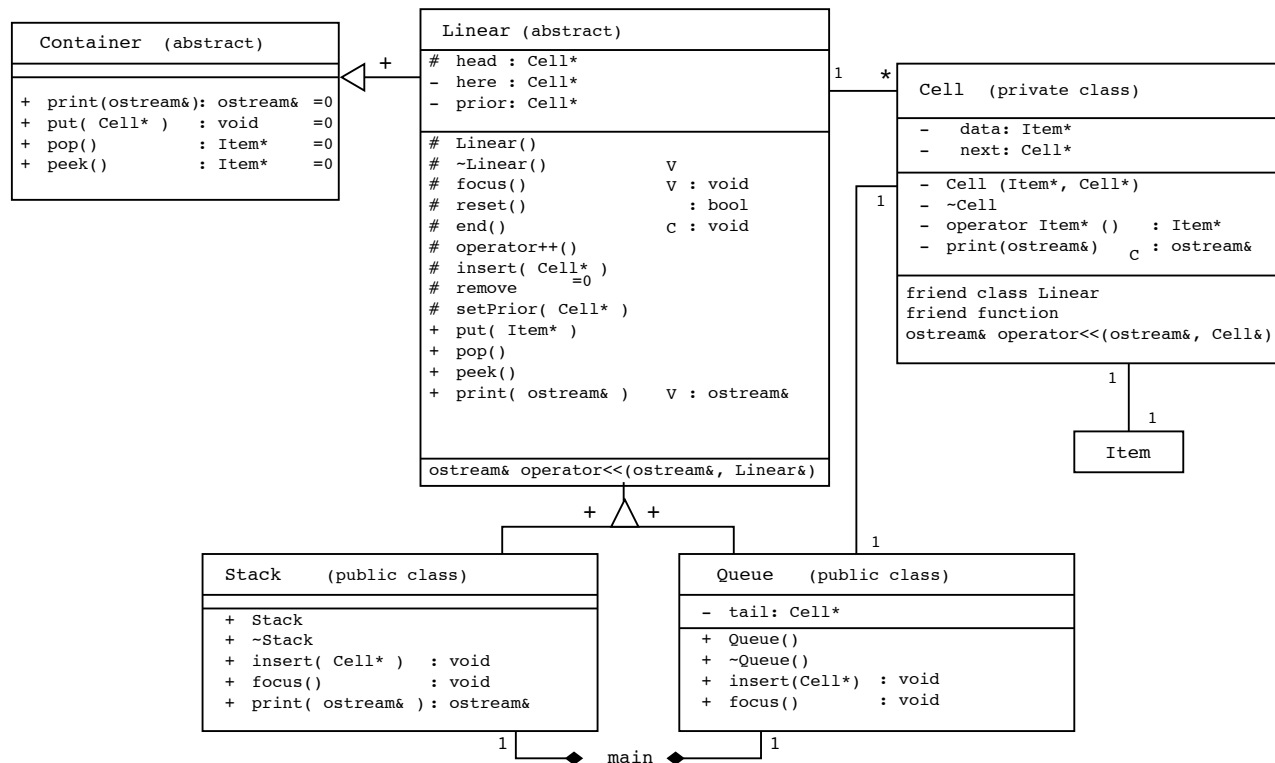 Container (abstract)
+ print(ostream&): ostream& =0
+ put( Cell* ) : void =0
+ pop() : Item* =0
+ peek() : Item* =0
+
Linear (abstract)
# head : Cell*
- here : Cell*
- prior: Cell*
# Linear()
# ~Linear() V
# focus() V : void
# reset() : bool
# end() C : void
# operator++()
# insert( Cell* )
=0
# remove
# setPrior( Cell* )
+ put( Item* )
+ pop()
+ peek()
+ print( ostream& ) V : ostream&
ostream& operator<<(ostream&, Linear&)
1 *
Cell (private class)
- data: Item*
- next: Cell*
- Cell (Item*, Cell*)
- ~Cell
- operator Item* () : Item*
- print(ostream&) C : ostream&
friend class Linear
friend function
ostream& operator<<(ostream&, Cell&)
1
1
1
Item
+ +
1
Stack (public class)
+ Stack
+ ~Stack
+ insert( Cell* ) : void
+ focus() : void
+ print( ostream& ): ostream&
Queue (public class)
- tail: Cell*
+ Queue()
+ ~Queue()
+ insert(Cell*) : void
+ focus() : void
1 main 1